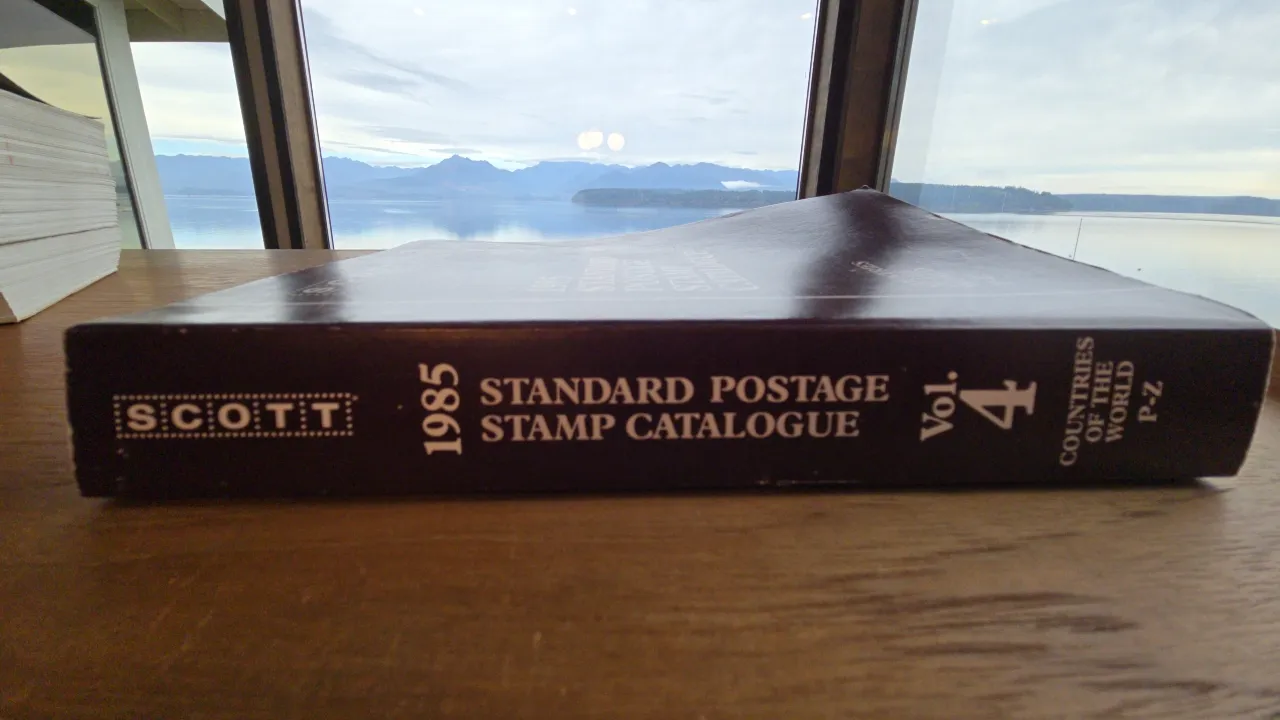 SCOTT
1985
STANDARD POSTAGE
STAMP CATALOGUE
Vol.
4
COUNTRIES
OF THE
WORLD
P-Z